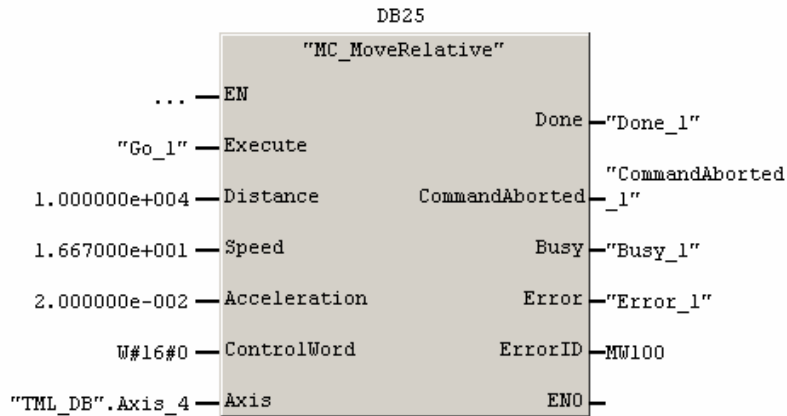 DB25
"MC_MoveRelative"
... EN
Done "Done_1"
"Go_1" Execute
"CommandAborted
1.000000e+004 Distance CommandAborted _1"
1.667000e+001 Speed Busy "Busy_1"
2.000000e-002 Acceleration Error "Error_1"
W#16#0 ControlWord ErrorID MW100
"TML_DB".Axis_4 Axis ENO